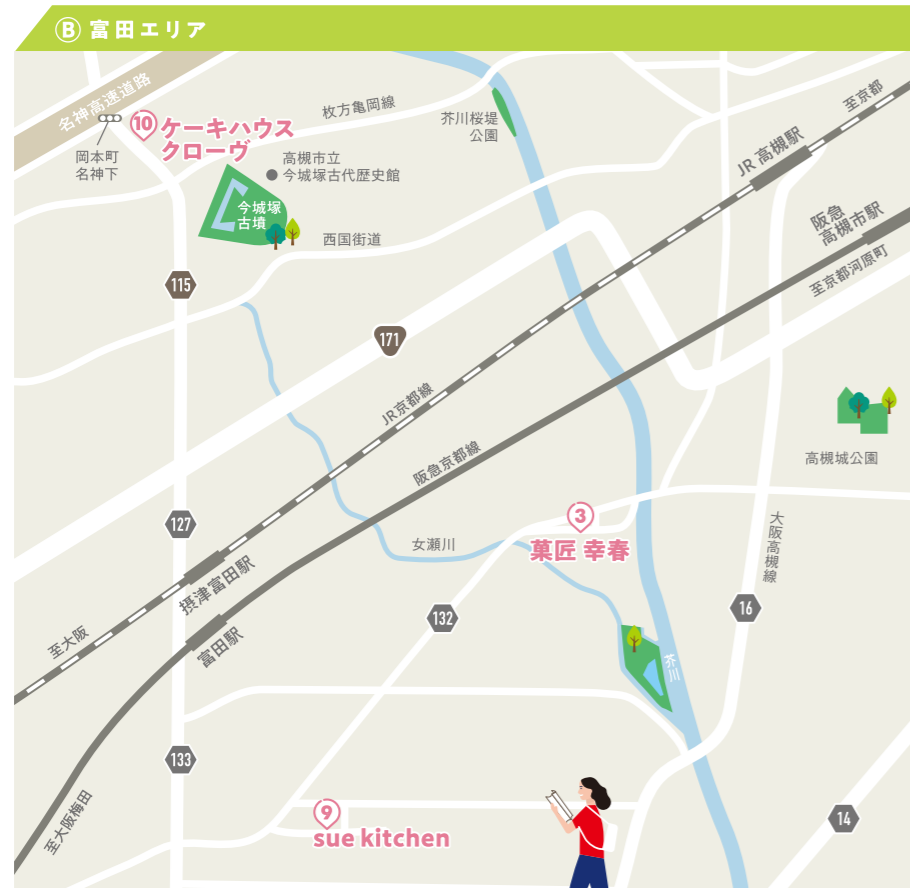 B 富田エリア
名神高速道路
岡本町
名神下
10
ケーキハウス
クローヴ
枚方亀岡線
芥川桜堤
公園
高槻市立
今城塚古代歴史館
今城塚
古墳
西国街道
JR 高槻駅
至京都
阪急
高槻市駅
至京都河原町
115
171
JR京都線
阪急京都線
高槻城公園
127
3
菓匠 幸春
女瀬川
大阪高槻線
摂津富田駅
至大阪
富田駅
132
16
芥川
133
至大阪梅田
9
sue kitchen
14